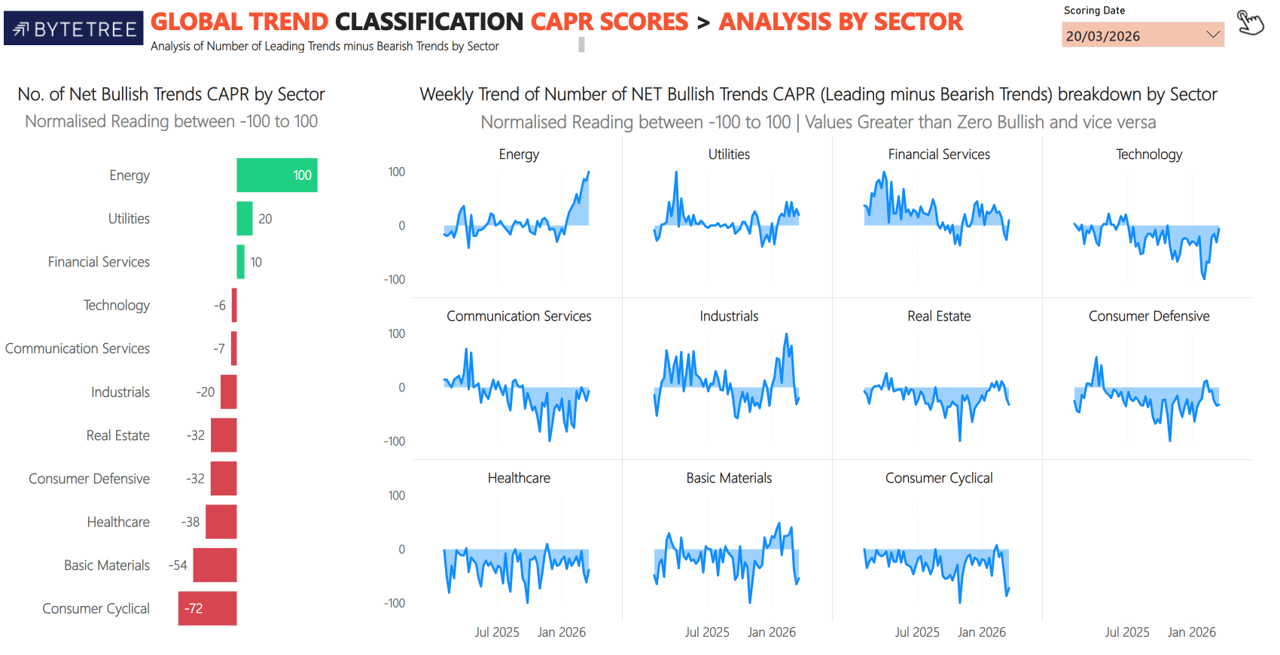 BYTETREE
GLOBAL TREND CLASSIFICATION CAPR SCORES > ANALYSIS BY SECTOR
Analysis of Number of Leading Trends minus Bearish Trends by Sector
Scoring Date
20/03/2026
No. of Net Bullish Trends CAPR by Sector
Normalised Reading between -100 to 100
Energy 100
Utilities 20
Financial Services 10
Technology -6
Communication Services -7
Industrials -20
Real Estate -32
Consumer Defensive -32
Healthcare -38
Basic Materials -54
Consumer Cyclical -72
Weekly Trend of Number of NET Bullish Trends CAPR (Leading minus Bearish Trends) breakdown by Sector
Normalised Reading between -100 to 100 | Values Greater than Zero Bullish and vice versa
Energy Utilities Financial Services Technology
100
0
-100
Communication Services Industrials Real Estate Consumer Defensive
100
0
-100
Healthcare Basic Materials Consumer Cyclical
100
0
-100
Jul 2025 Jan 2026 Jul 2025 Jan 2026 Jul 2025 Jan 2026 Jul 2025 Jan 2026